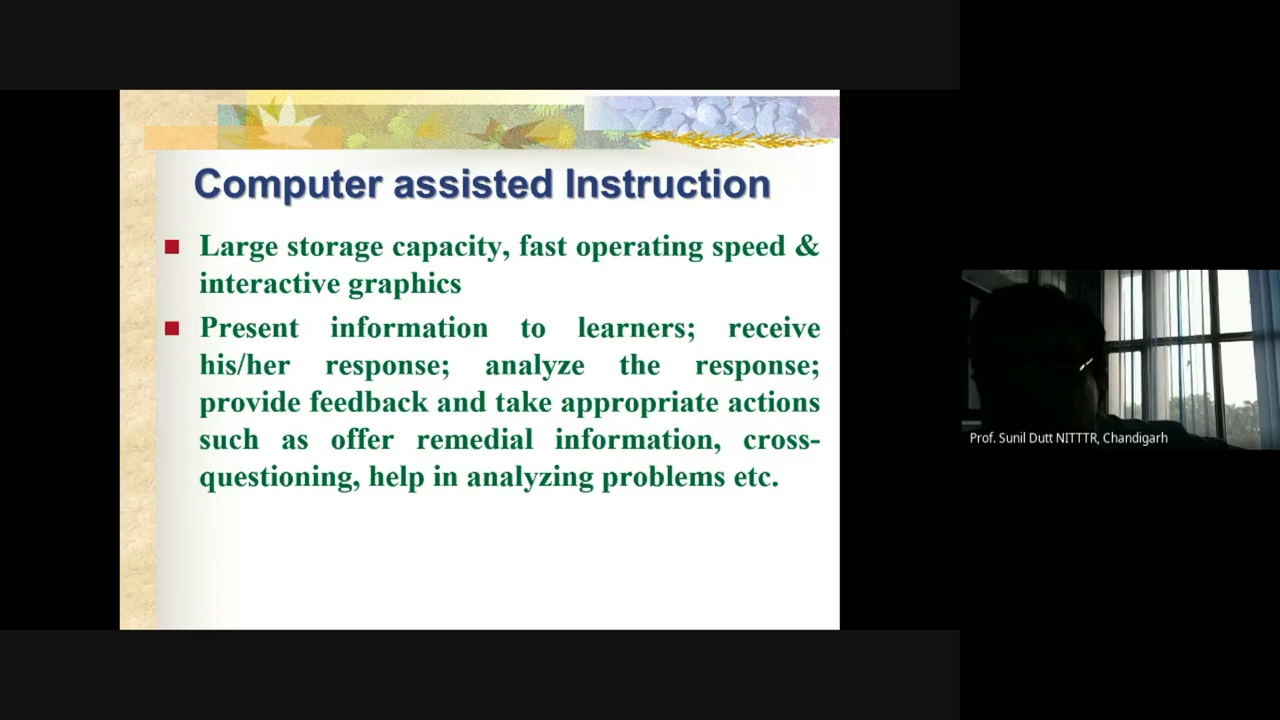 Computer assisted Instruction
Large storage capacity, fast operating speed &
interactive graphics
Present information to learners; receive
his/her response; analyze the response;
provide feedback and take appropriate actions
such as offer remedial information, cross-
questioning, help in analyzing problems etc.
Prof. Sunil Dutt NITTTR, Chandigarh